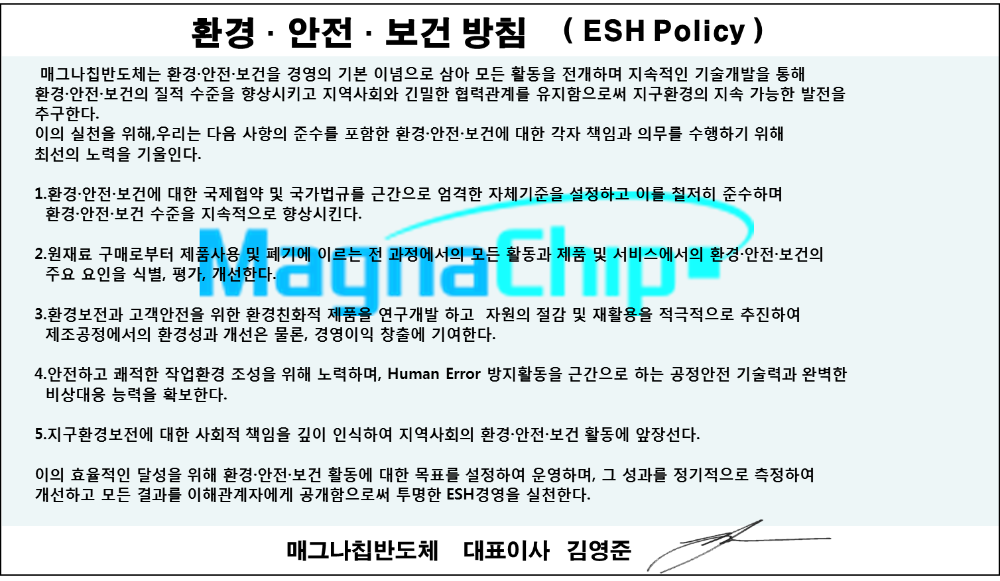 환경 · 안전 · 보건 방침 ( ESH Policy )
매그나칩반도체는 환경·안전·보건을 경영의 기본 이념으로 삼아 모든 활동을 전개하며 지속적인 기술개발을 통해
환경·안전·보건의 질적 수준을 향상시키고 지역사회와 긴밀한 협력관계를 유지함으로써 지구환경의 지속 가능한 발전을
추구한다.
이의 실천을 위해,우리는 다음 사항의 준수를 포함한 환경·안전·보건에 대한 각자 책임과 의무를 수행하기 위해
최선의 노력을 기울인다.
1.환경·안전·보건에 대한 국제협약 및 국가법규를 근간으로 엄격한 자체기준을 설정하고 이를 철저히 준수하며
환경·안전·보건 수준을 지속적으로 향상시킨다.
MagnaChip
2.원재료 구매로부터 제품사용 및 폐기에 이르는 전 과정에서의 모든 활동과 제품 및 서비스에서의 환경·안전·보건의
주요 요인을 식별, 평가, 개선한다.
3.환경보전과 고객안전을 위한 환경친화적 제품을 연구개발 하고 자원의 절감 및 재활용을 적극적으로 추진하여
제조공정에서의 환경성과 개선은 물론, 경영이익 창출에 기여한다.
4.안전하고 쾌적한 작업환경 조성을 위해 노력하며, Human Error 방지활동을 근간으로 하는 공정안전 기술력과 완벽한
비상대응 능력을 확보한다.
5.지구환경보전에 대한 사회적 책임을 깊이 인식하여 지역사회의 환경·안전·보건 활동에 앞장선다.
이의 효율적인 달성을 위해 환경·안전·보건 활동에 대한 목표를 설정하여 운영하며, 그 성과를 정기적으로 측정하여
개선하고 모든 결과를 이해관계자에게 공개함으로써 투명한 ESH경영을 실천한다.
매그나칩반도체 대표이사 김영준